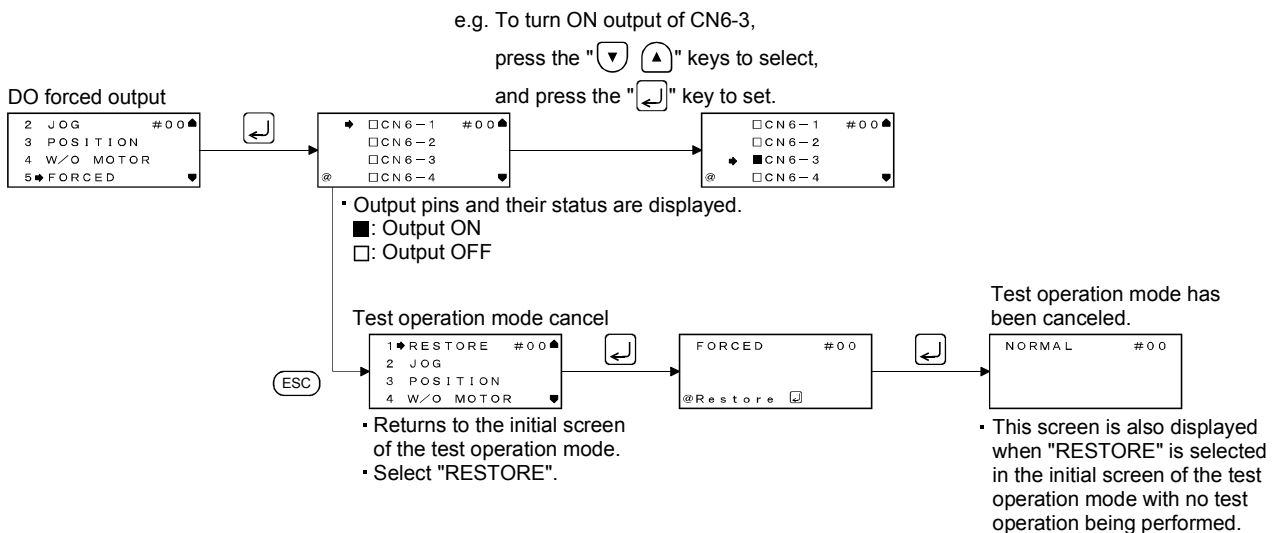 e.g. To turn ON output of CN6-3,
press the "▼ ▲" keys to select,
and press the "↵" key to set.
DO forced output
2 JOG #00
3 POSITION
4 W/O MOTOR
5 FORCED
↵
□CN6-1 #00
□CN6-2
□CN6-3
@ □CN6-4
□CN6-1 #00
□CN6-2
■CN6-3
@ □CN6-4
▪ Output pins and their status are displayed.
■: Output ON
□: Output OFF
Test operation mode cancel
ESC
1 RESTORE #00
2 JOG
3 POSITION
4 W/O MOTOR
↵
▪ Returns to the initial screen
of the test operation mode.
▪ Select "RESTORE".
FORCED #00
@Restore ↵
↵
Test operation mode has
been canceled.
NORMAL #00
▪ This screen is also displayed
when "RESTORE" is selected
in the initial screen of the test
operation mode with no test
operation being performed.